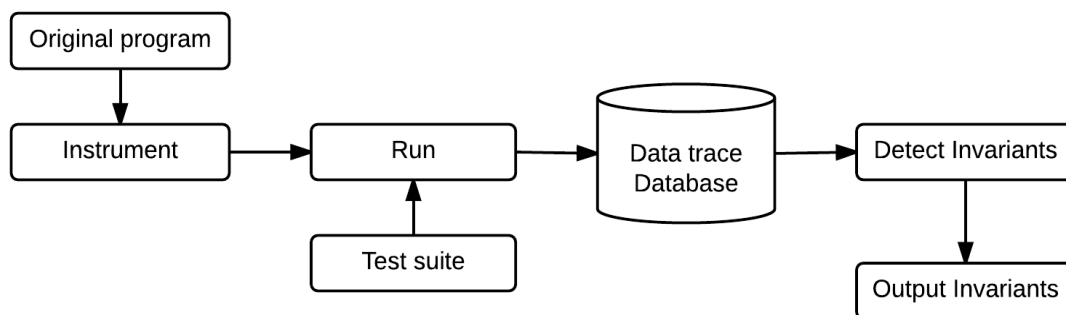 Original program
Instrument
Run
Test suite
Data trace
Database
Detect Invariants
Output Invariants